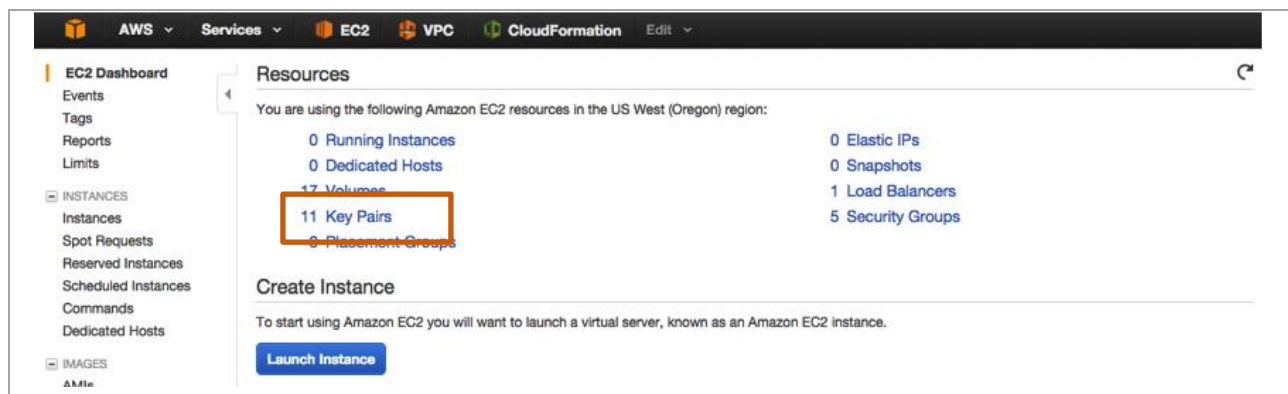 AWS Services EC2 VPC CloudFormation Edit
EC2 Dashboard
Events
Tags
Reports
Limits
INSTANCES
Instances
Spot Requests
Reserved Instances
Scheduled Instances
Commands
Dedicated Hosts
IMAGES
AMIs
Resources
You are using the following Amazon EC2 resources in the US West (Oregon) region:
0 Running Instances
0 Dedicated Hosts
17 Volumes
11 Key Pairs
0 Placement Groups
0 Elastic IPs
0 Snapshots
1 Load Balancers
5 Security Groups
Create Instance
To start using Amazon EC2 you will want to launch a virtual server, known as an Amazon EC2 instance.
Launch Instance